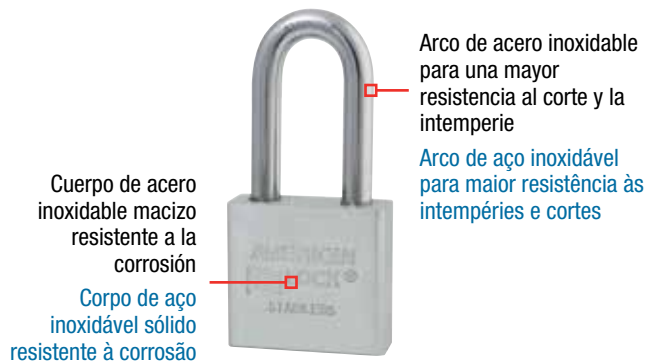 Arco de acero inoxidable
para una mayor
resistencia al corte y la
intemperie
Arco de aço inoxidável
para maior resistência às
intempéries e cortes
Cuerpo de acero
inoxidable macizo
resistente a la
corrosión
Corpo de aço
inoxidável sólido
resistente à corrosão
AMERICAN
LOCK®
STAINLESS